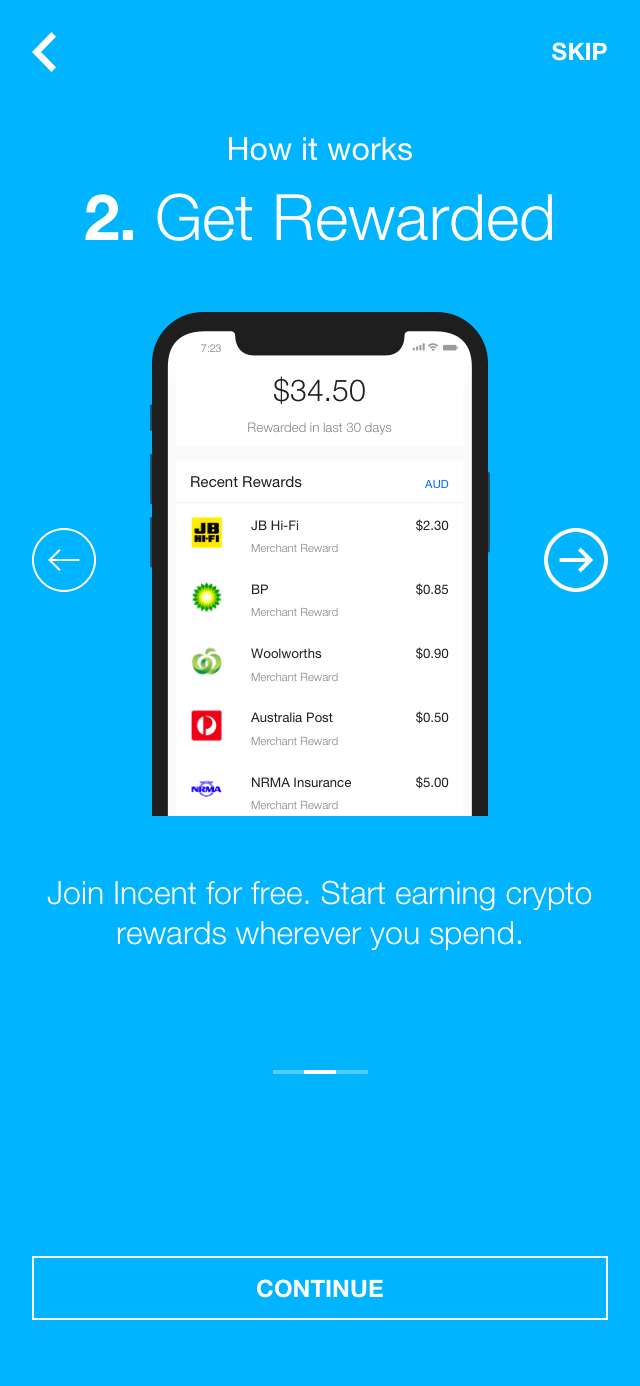 SKIP
How it works
2. Get Rewarded
7:23
$34.50
Rewarded in last 30 days
Recent Rewards AUD
JB HI-FI
JB Hi-Fi $2.30
Merchant Reward
BP $0.85
Merchant Reward
Woolworths $0.90
Merchant Reward
Australia Post $0.50
Merchant Reward
NRMA
NRMA Insurance $5.00
Merchant Reward
Join Incent for free. Start earning crypto
rewards wherever you spend.
CONTINUE